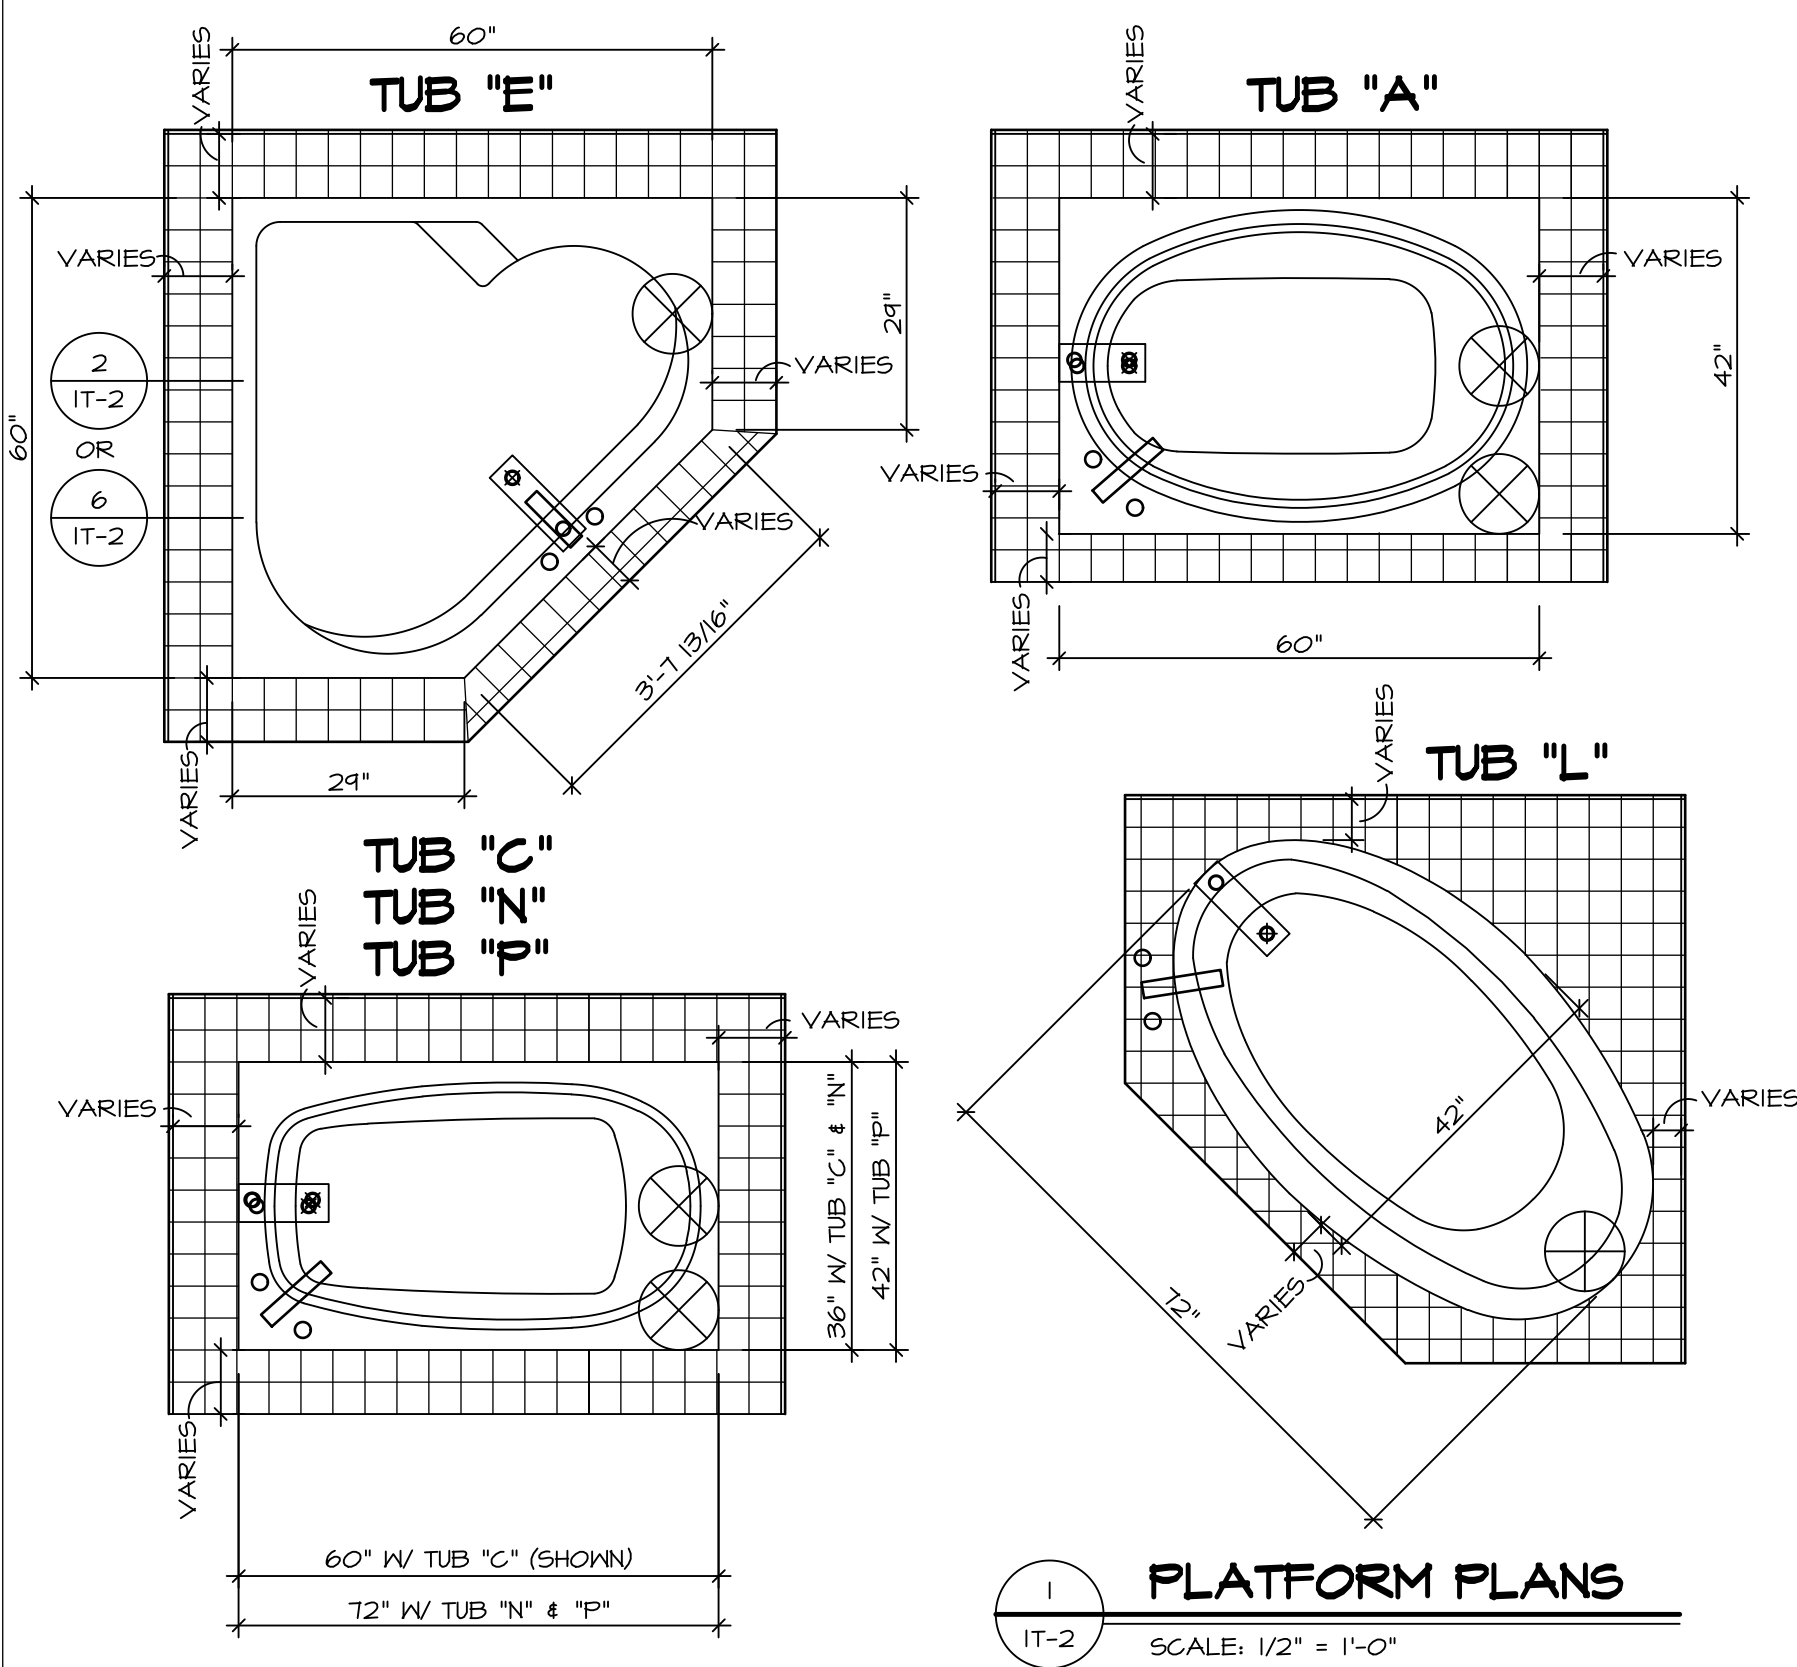 60"
VARIES
TUB "E"
VARIES
60"
29"
VARIES
VARIES
2
IT-2
OR
6
IT-2
3'-7 13/16"
VARIES
29"
VARIES
TUB "A"
VARIES
42"
VARIES
VARIES
60"
TUB "C"
TUB "N"
TUB "P"
VARIES
VARIES
VARIES
36" W/ TUB "C" & "N"
42" W/ TUB "P"
VARIES
60" W/ TUB "C" (SHOWN)
72" W/ TUB "N" & "P"
VARIES
TUB "L"
VARIES
42"
VARIES
72"
1
IT-2
PLATFORM PLANS
SCALE: 1/2" = 1'-0"